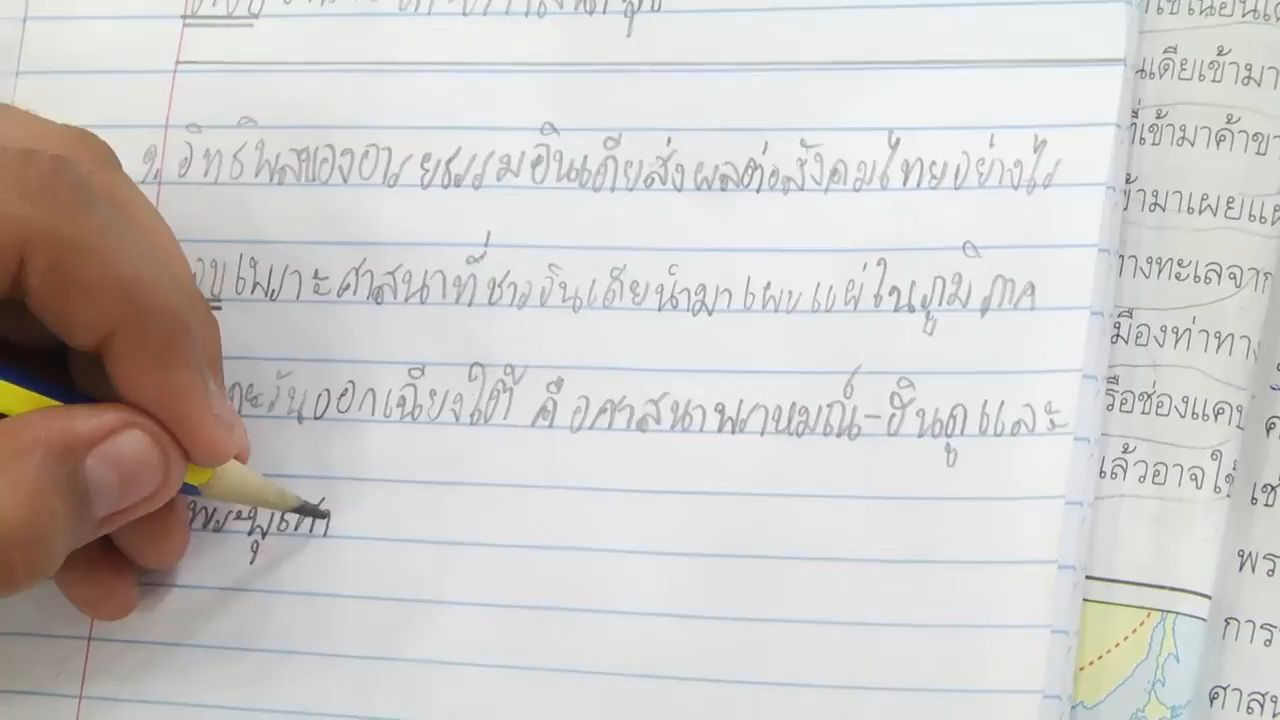 ๑. อิทธิพลของอารยธรรมอินเดียส่งผลต่อสังคมไทยอย่างไร
เพราะศาสนาที่ชาวอินเดียนำมาเผยแผ่ในภูมิภาค
ตะวันออกเฉียงใต้ คือศาสนาพราหมณ์-ฮินดูและ
พระพุทศา
นเดียเข้ามา
ที่เข้ามาค้าขา
ข้ามาเผยแผ่
ทางทะเลจาก
มืองท่าทาง
รือช่องแคบ
ล้วอาจใช้
เช่
พร
การ
ศาสน